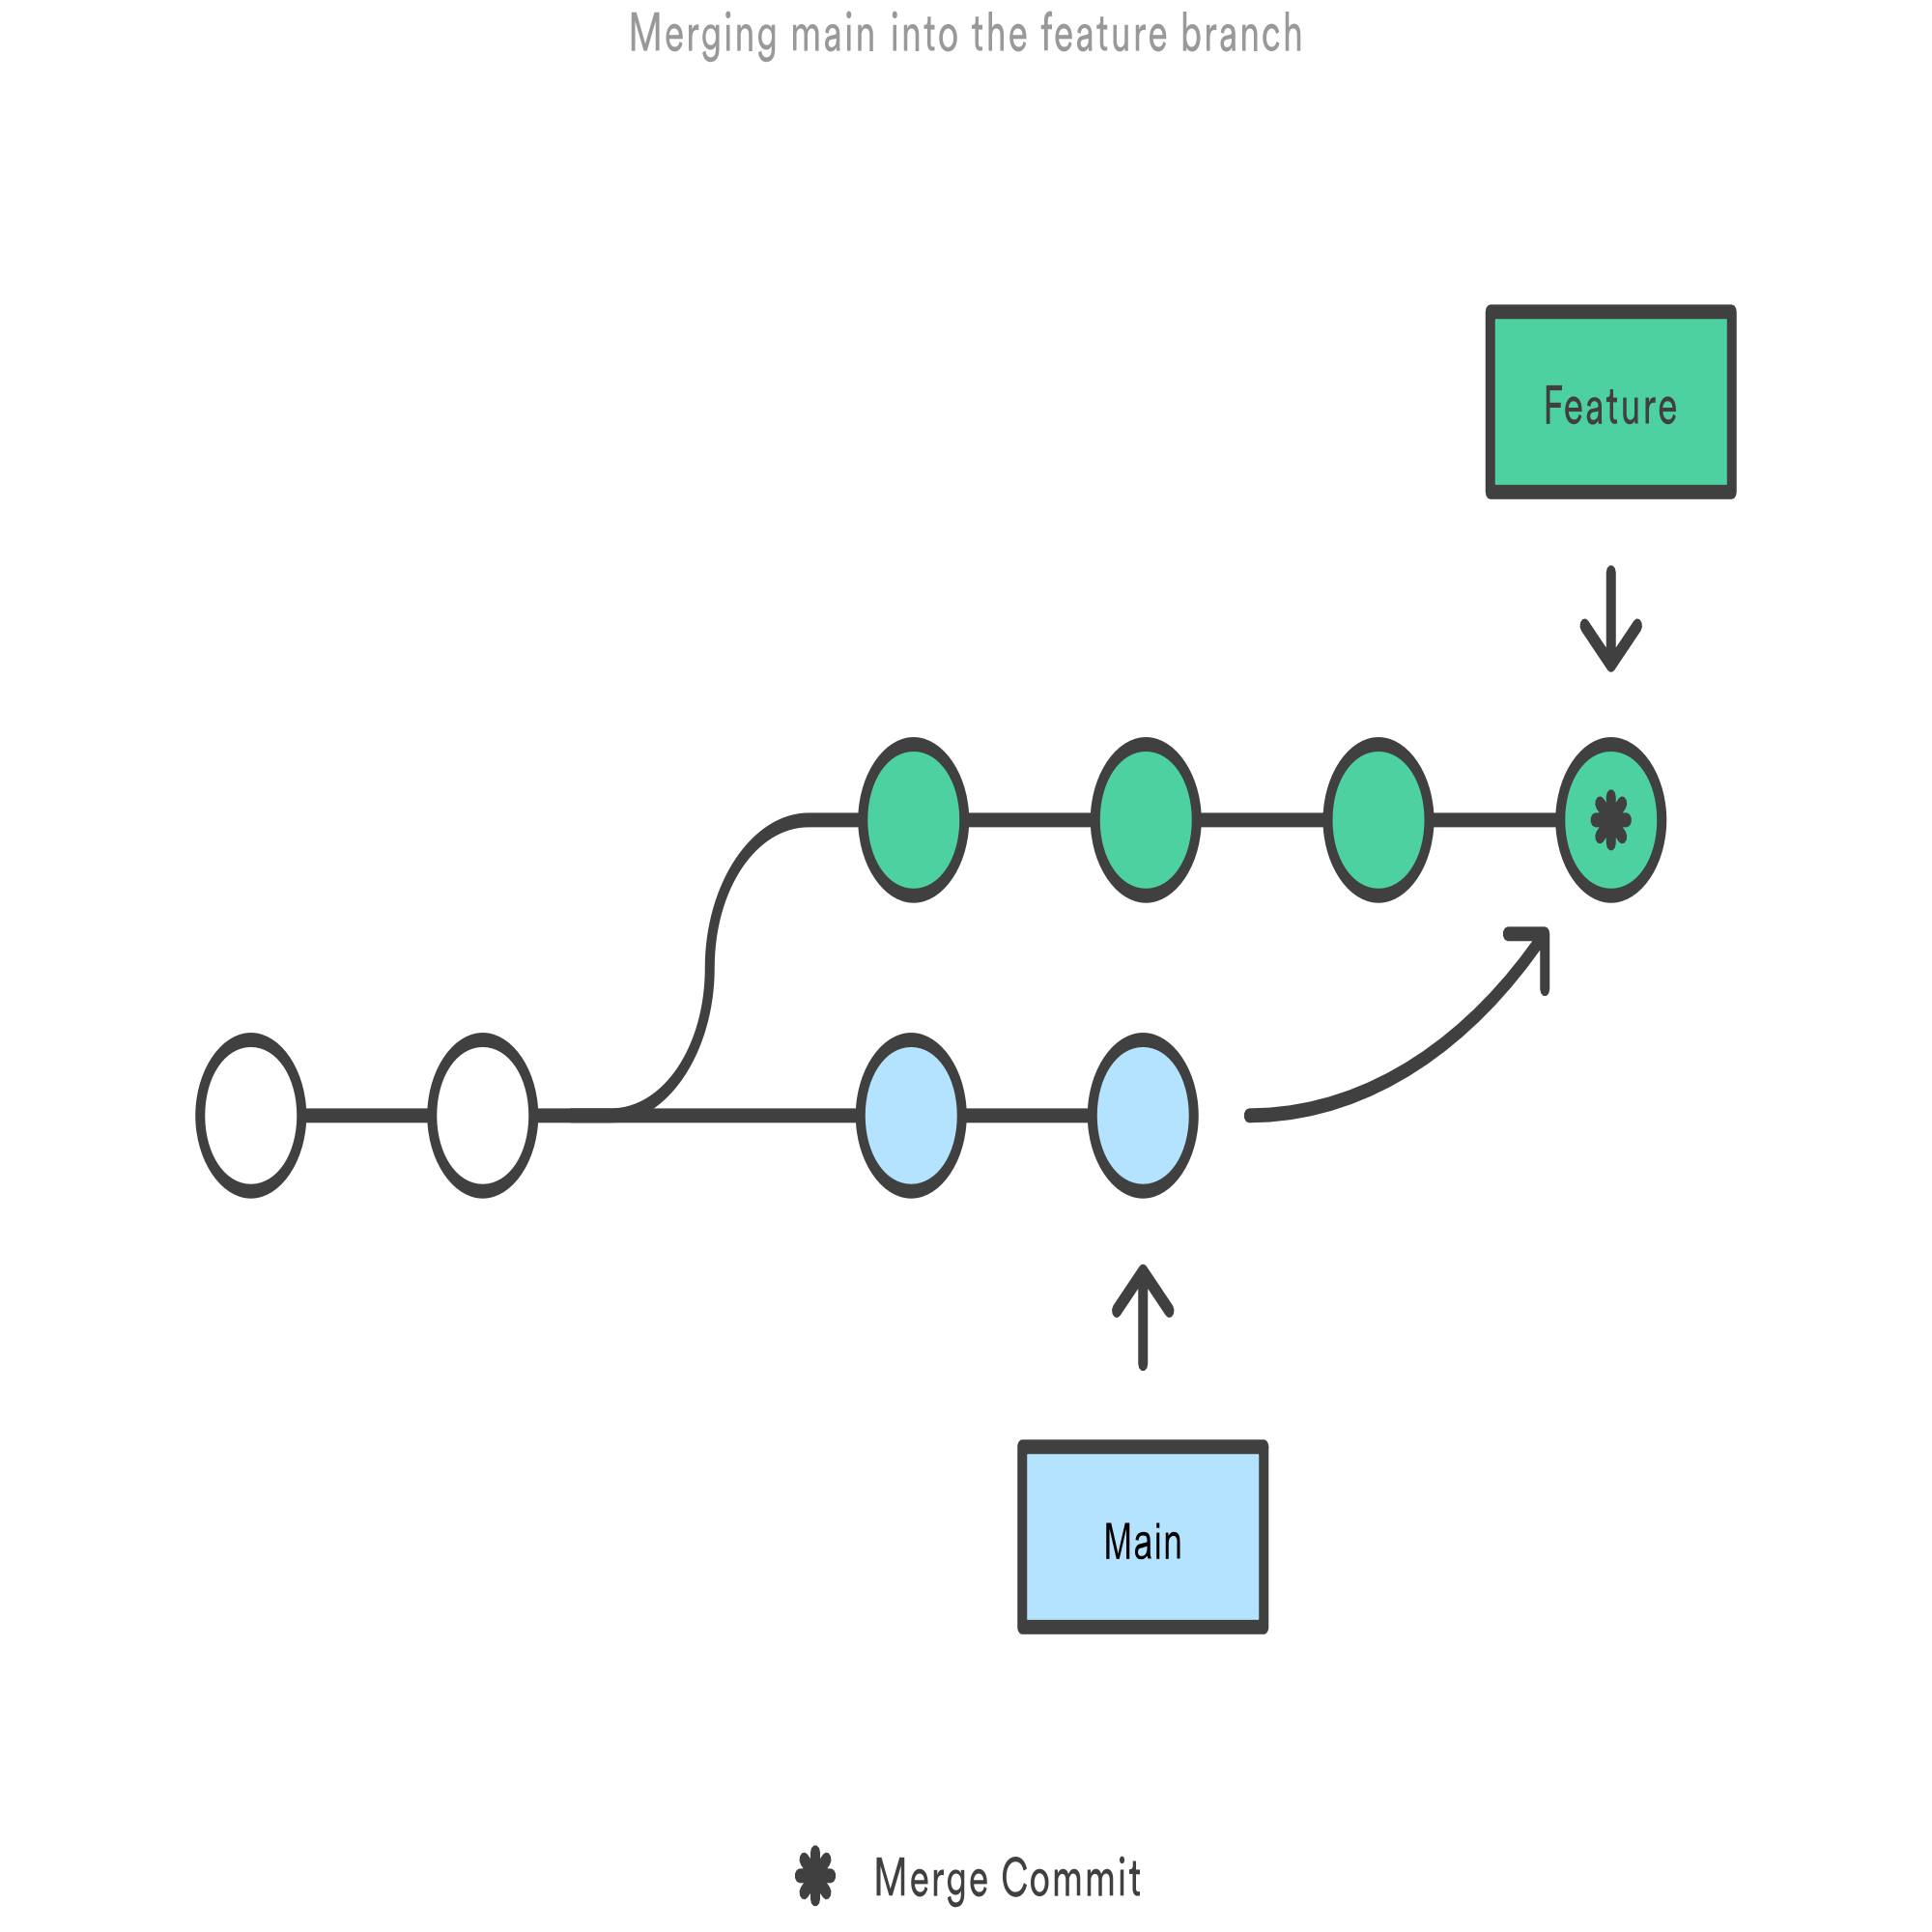 Merging main into the feature branch
Feature
Main
Merge Commit